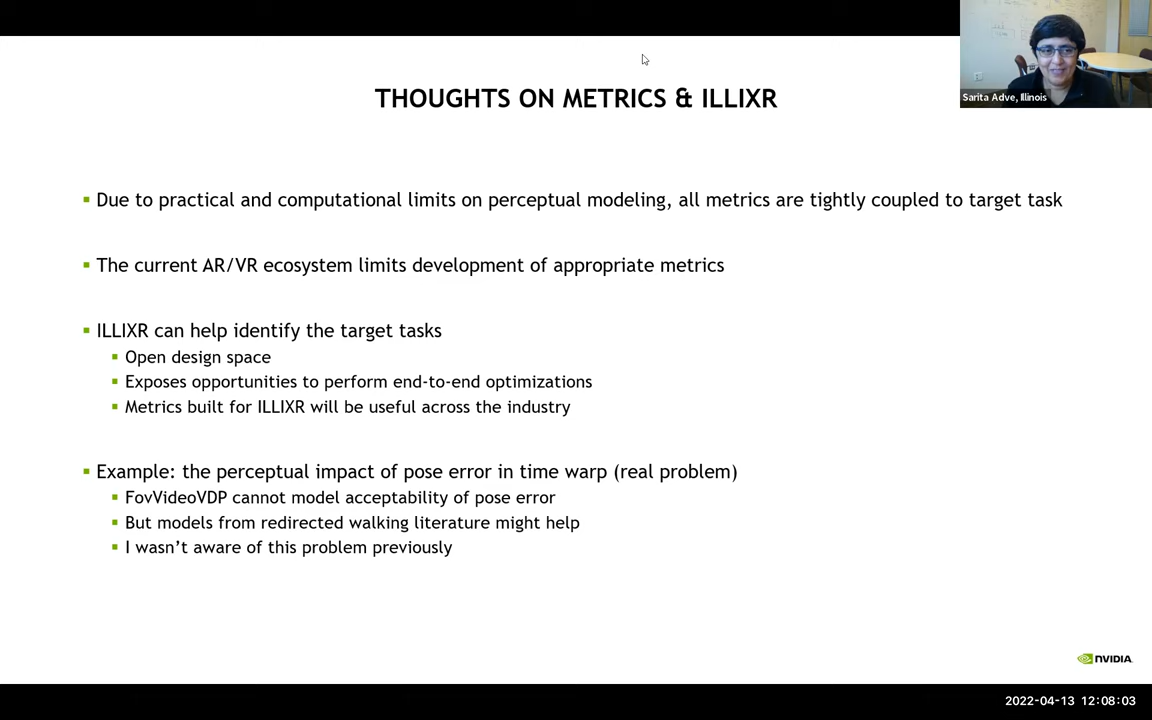 THOUGHTS ON METRICS & ILLIXR
Sarita Adve, Illinois
Due to practical and computational limits on perceptual modeling, all metrics are tightly coupled to target task
The current AR/VR ecosystem limits development of appropriate metrics
ILLIXR can help identify the target tasks
Open design space
Exposes opportunities to perform end-to-end optimizations
Metrics built for ILLIXR will be useful across the industry
Example: the perceptual impact of pose error in time warp (real problem)
FovVideoVDP cannot model acceptability of pose error
But models from redirected walking literature might help
I wasn't aware of this problem previously
NVIDIA.
2022-04-13 12:08:03